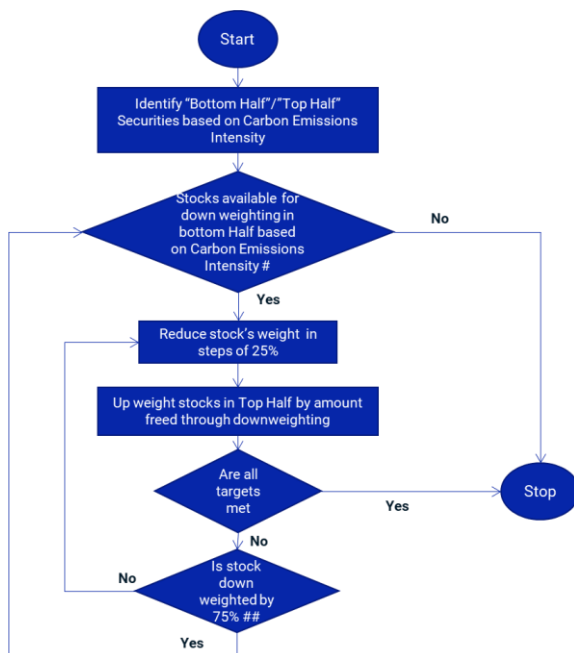 Start
Identify “Bottom Half”/”Top Half”
Securities based on Carbon Emissions
Intensity
Stocks available for
down weighting in
bottom Half based
on Carbon Emissions
Intensity #
No
Yes
Reduce stock's weight in
steps of 25%
Up weight stocks in Top Half by amount
freed through downweighting
Are all
targets
met
Yes
Stop
No
Is stock
down
weighted by
75% ##
No
Yes